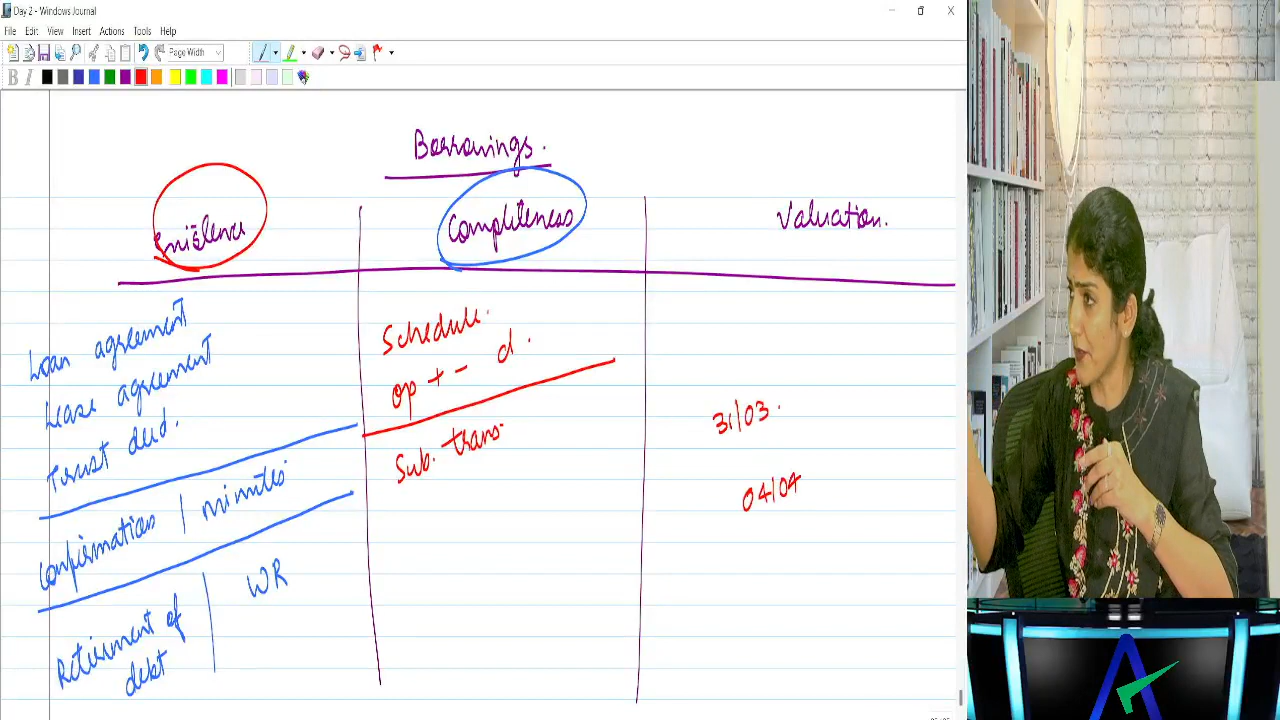 Day 2 - Windows Journal
File Edit View Insert Actions Tools Help
Page Width
B I
Borrowings.
Existence
Completeness
Valuation.
Loan agreement
Lease agreement
Trust deed.
Confirmation | minutes
Retirement of debt | WR
Schedule.
op + - d.
Sub. trans
31/03.
04/04